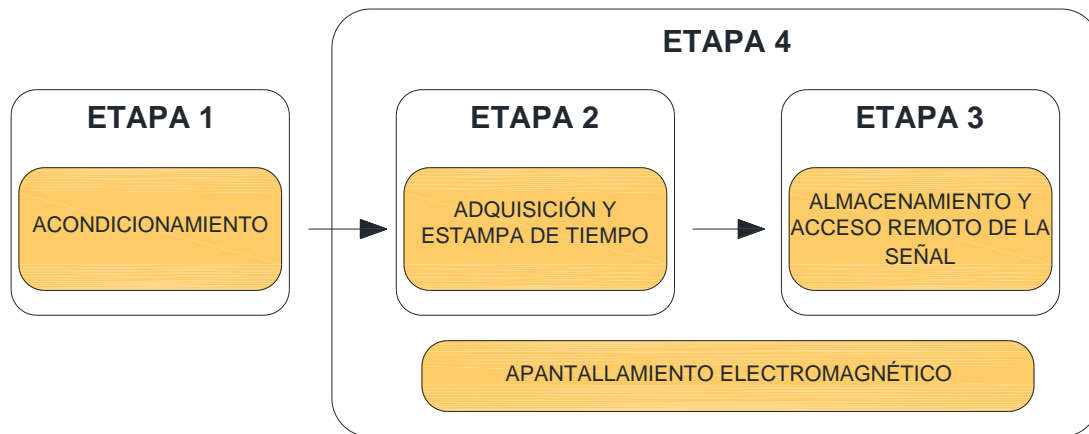 ETAPA 4
ETAPA 1
ETAPA 2
ETAPA 3
ACONDICIONAMIENTO
ADQUISICIÓN Y
ESTAMPA DE TIEMPO
ALMACENAMIENTO Y
ACCESO REMOTO DE LA
SEÑAL
APANTALLAMIENTO ELECTROMAGNÉTICO